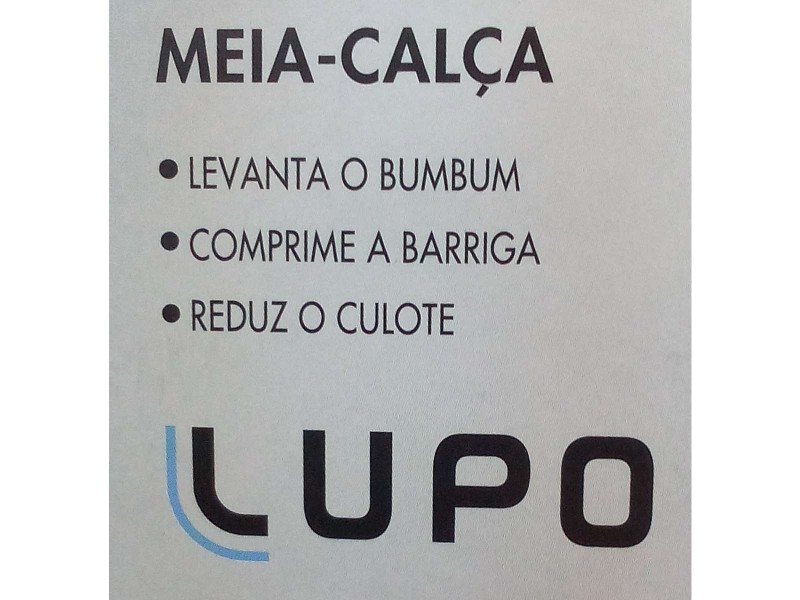 MEIA-CALÇA
• LEVANTA O BUMBUM
• COMPRIME A BARRIGA
• REDUZ O CULOTE
LUPO